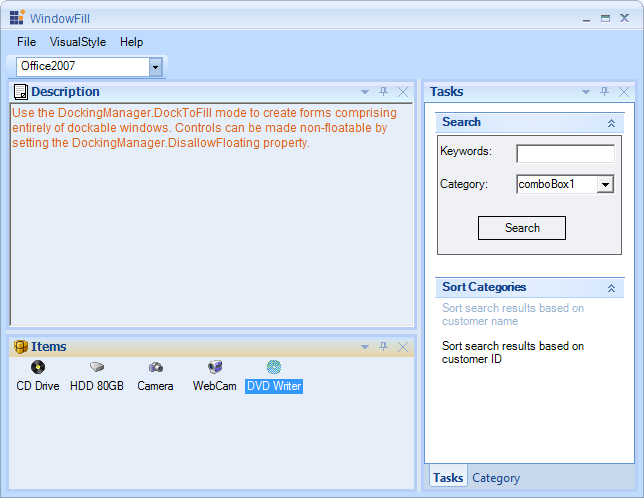 WindowFill
File VisualStyle Help
Office2007
Description
Use the DockingManager.DockToFill mode to create forms comprising
entirely of dockable windows. Controls can be made non-floatable by
setting the DockingManager.DisallowFloating property.
Items
CD Drive HDD 80GB Camera WebCam DVD Writer
Tasks
Search
Keywords:
Category: comboBox1
Search
Sort Categories
Sort search results based on
customer name
Sort search results based on
customer ID
Tasks Category